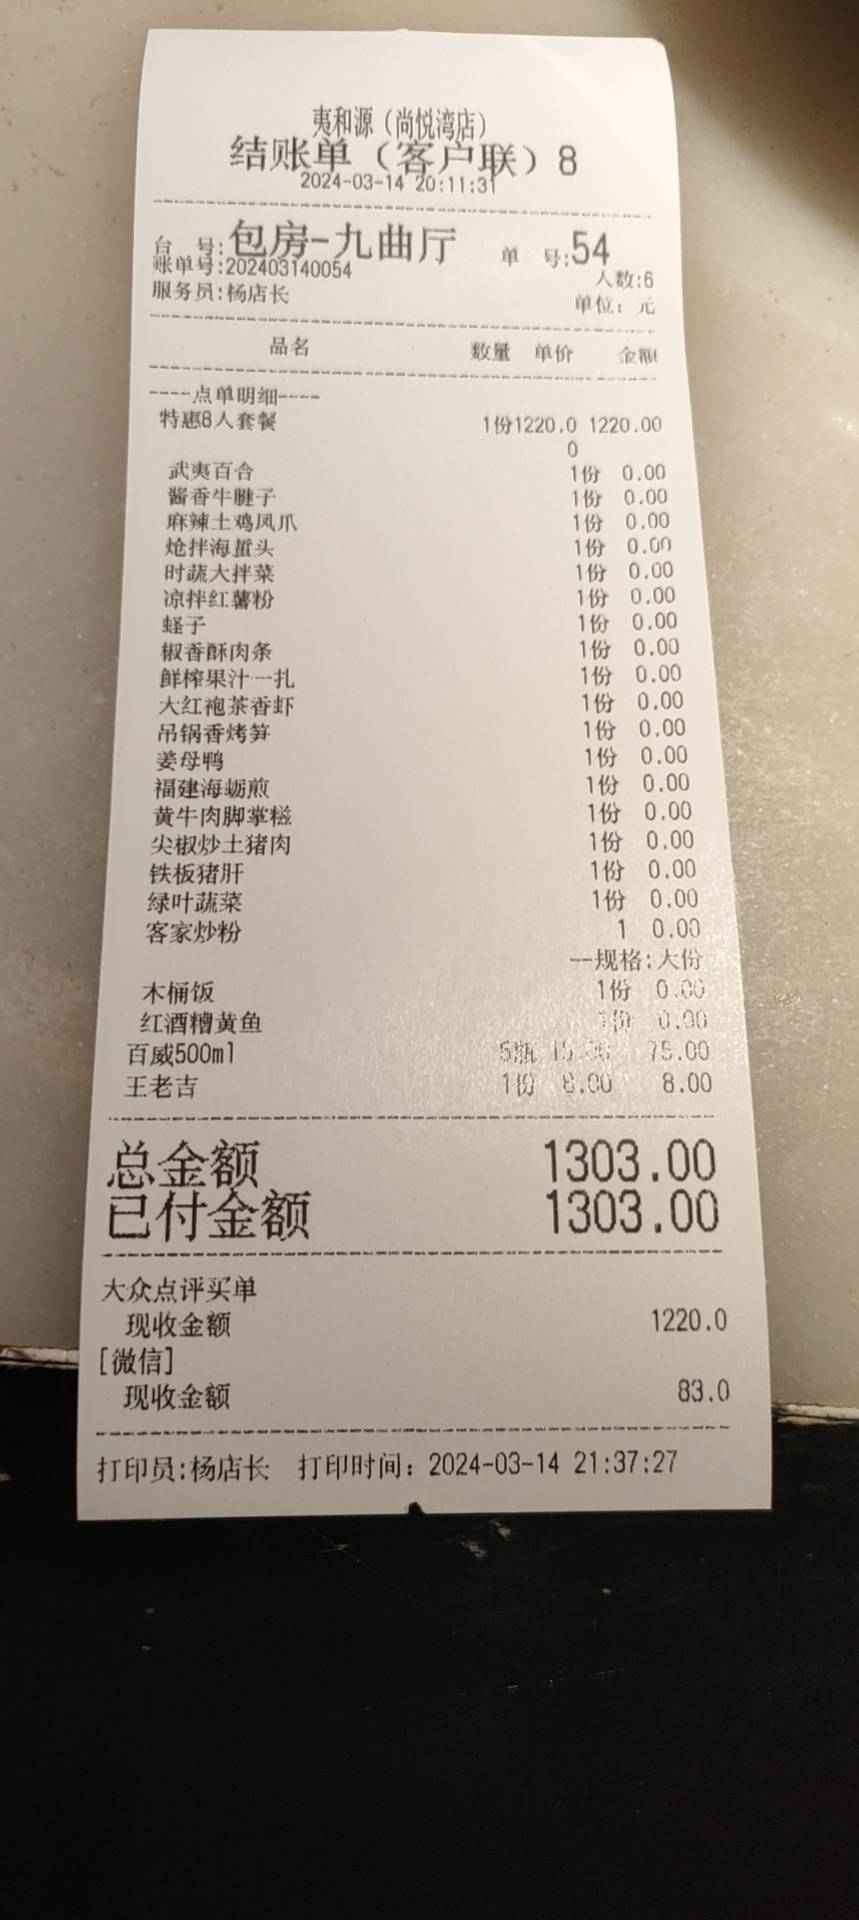 夷和源（尚悦湾店）
结账单（客户联）8
2024-03-14 20:11:31
台 号:包房-九曲厅 单 号:54
账单号:202403140054 人数:6
服务员:杨店长 单位：元
品名 数量 单价 金额
----点单明细----
特惠8人套餐 1份1220.0 1220.00
0
武夷百合 1份 0.00
酱香牛腱子 1份 0.00
麻辣土鸡凤爪 1份 0.00
炝拌海蜇头 1份 0.00
时蔬大拌菜 1份 0.00
凉拌红薯粉 1份 0.00
蛏子 1份 0.00
椒香酥肉条 1份 0.00
鲜榨果汁一扎 1份 0.00
大红袍茶香虾 1份 0.00
吊锅香烤笋 1份 0.00
姜母鸭 1份 0.00
福建海蛎煎 1份 0.00
黄牛肉脚掌糍 1份 0.00
尖椒炒土猪肉 1份 0.00
铁板猪肝 1份 0.00
绿叶蔬菜 1份 0.00
客家炒粉 1 0.00
--规格:大份
木桶饭 1份 0.00
红酒糟黄鱼 1份 0.00
百威500ml 5瓶 15.00 75.00
王老吉 1份 8.00 8.00
总金额 1303.00
已付金额 1303.00
大众点评买单
现收金额 1220.0
[微信]
现收金额 83.0
打印员:杨店长 打印时间：2024-03-14 21:37:27